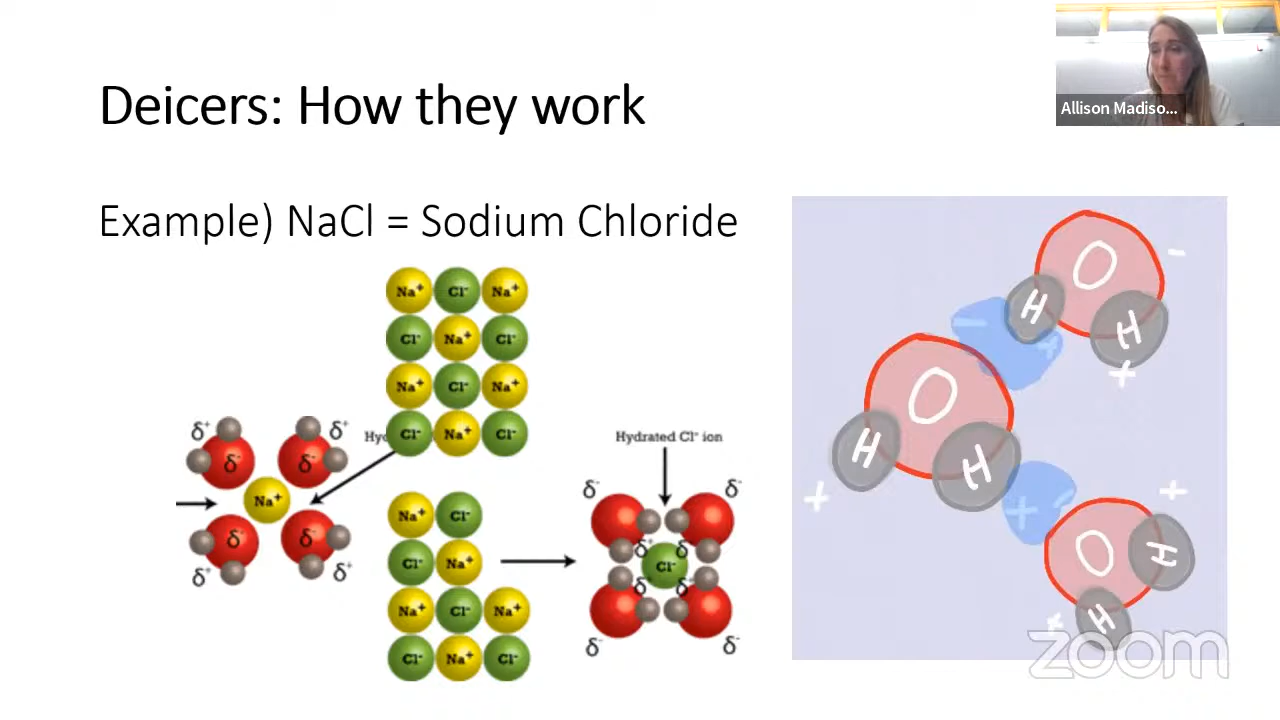 Deicers: How they work
Allison Madiso...
Example) NaCl = Sodium Chloride
Na⁺ Cl⁻ Na⁺
Cl⁻ Na⁺ Cl⁻
Na⁺ Cl⁻ Na⁺
Cl⁻ Na⁺ Cl⁻
δ⁺ δ⁺
δ⁻ δ⁻
Na⁺
δ⁻ δ⁻
δ⁺ δ⁺
Na⁺ Cl⁻
Cl⁻ Na⁺
Na⁺ Cl⁻ Na⁺
Cl⁻ Na⁺ Cl⁻
Hydrated Cl⁻ ion
δ⁻ δ⁻
δ⁺ δ⁺
Cl⁻
δ⁺ δ⁺
δ⁻ δ⁻
O -
H H
- +
+
O
H H
+
+
+
O H
H
+
zoom